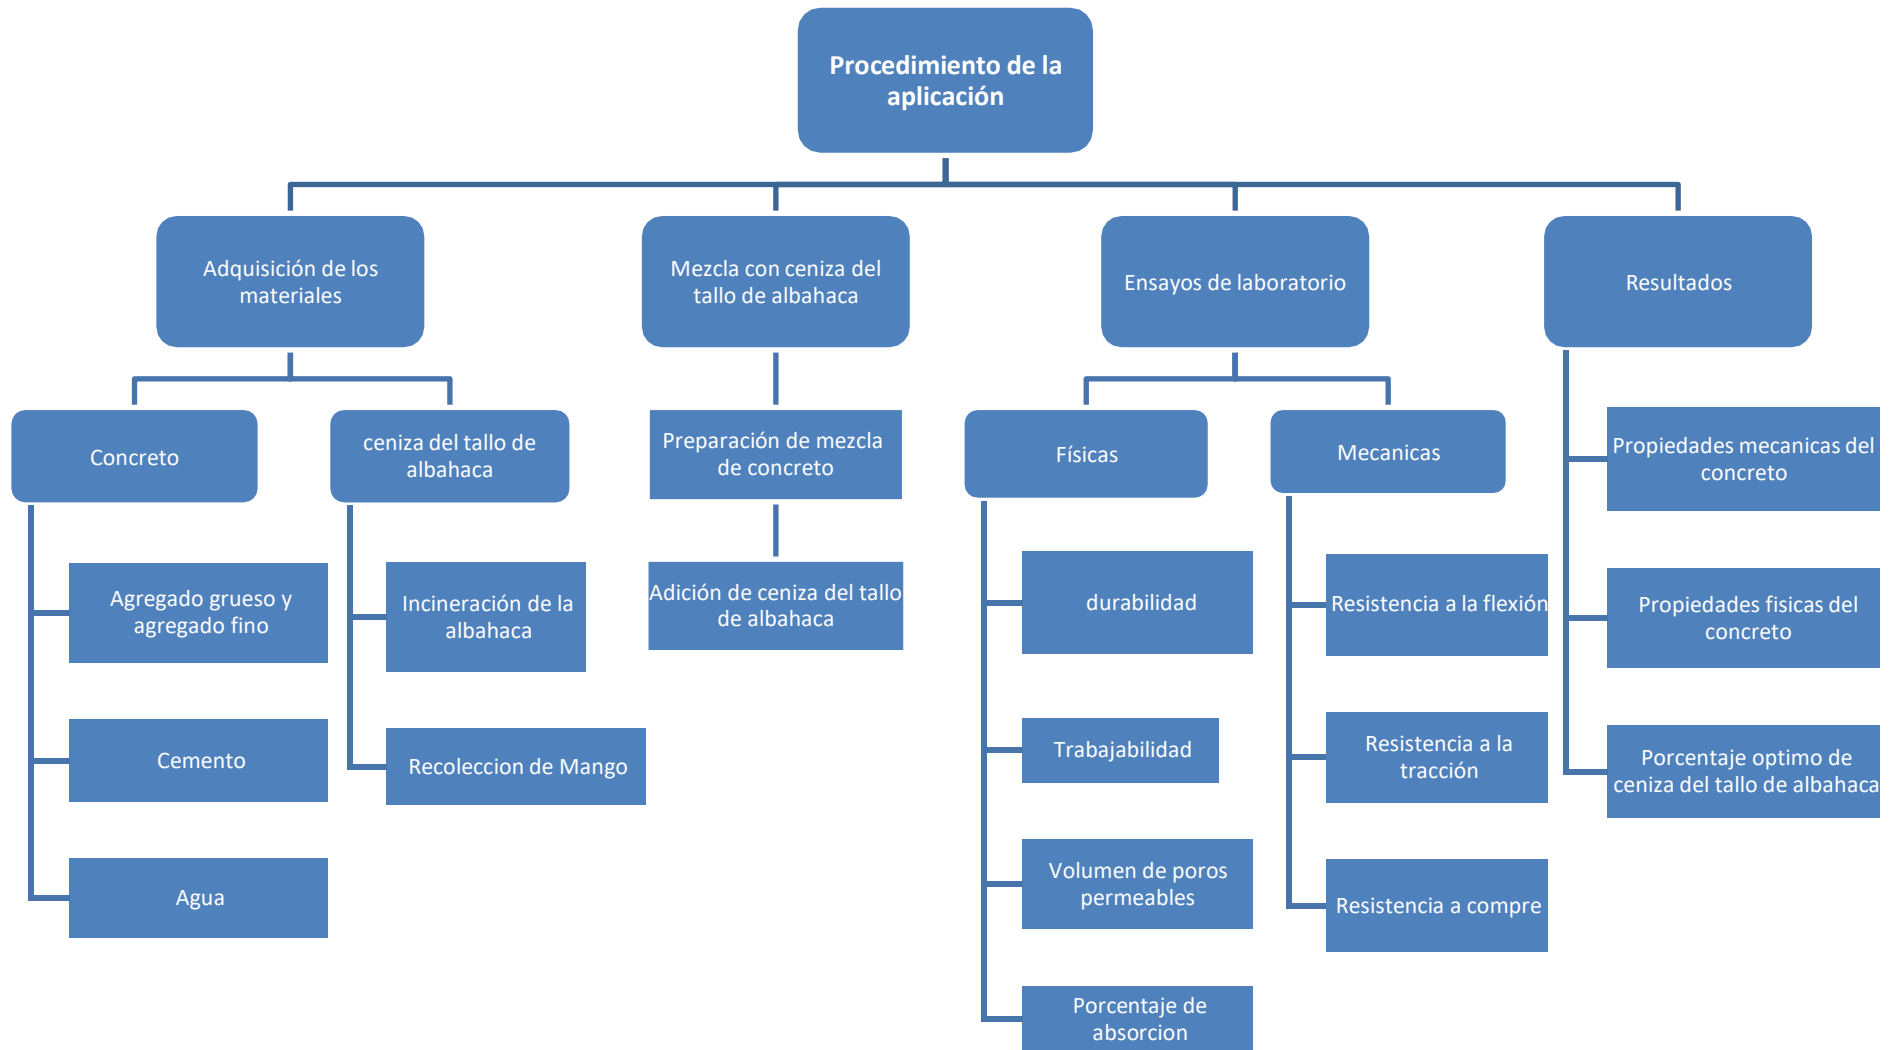 Procedimiento de la
aplicación
Adquisición de los
materiales
Mezcla con ceniza del
tallo de albahaca
Ensayos de laboratorio
Resultados
Concreto
ceniza del tallo de
albahaca
Agregado grueso y
agregado fino
Cemento
Agua
Incineración de la
albahaca
Recoleccion de Mango
Preparación de mezcla
de concreto
Adición de ceniza del tallo
de albahaca
Físicas
Mecanicas
durabilidad
Trabajabilidad
Volumen de poros
permeables
Porcentaje de
absorcion
Resistencia a la flexión
Resistencia a la
tracción
Resistencia a compre
Propiedades mecanicas del
concreto
Propiedades fisicas del
concreto
Porcentaje optimo de
ceniza del tallo de albahaca